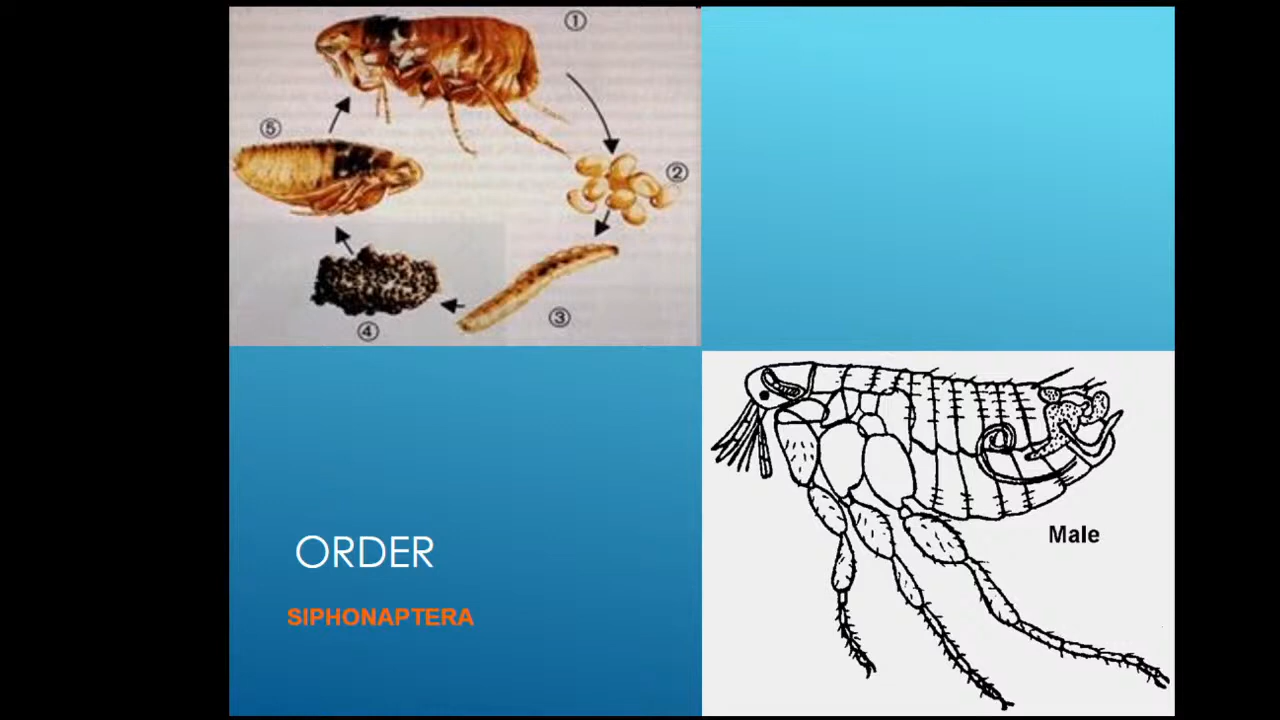 ①
②
⑤
③
④
Male
ORDER
SIPHONAPTERA